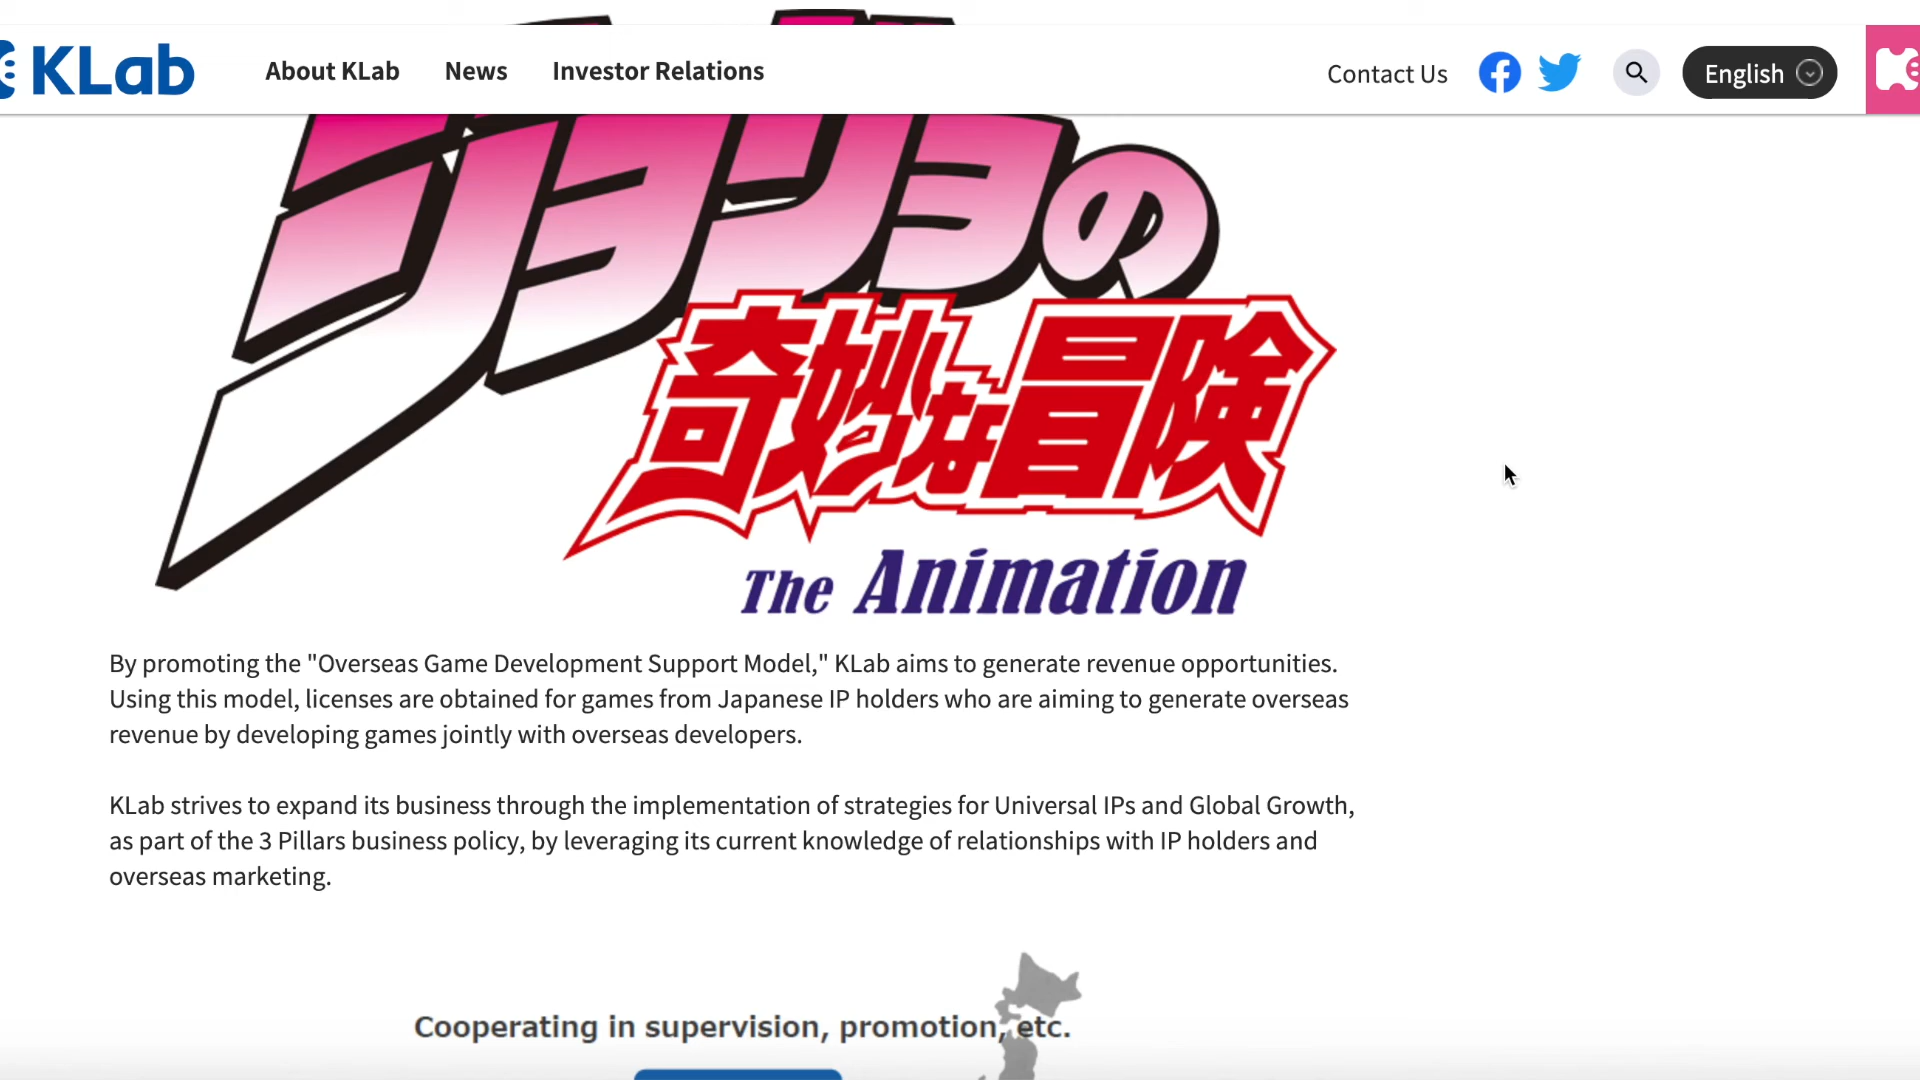 KLab
About KLab
News
Investor Relations
Contact Us
English
ジョジョの
奇妙な冒険
The Animation
By promoting the "Overseas Game Development Support Model," KLab aims to generate revenue opportunities.
Using this model, licenses are obtained for games from Japanese IP holders who are aiming to generate overseas
revenue by developing games jointly with overseas developers.
KLab strives to expand its business through the implementation of strategies for Universal IPs and Global Growth,
as part of the 3 Pillars business policy, by leveraging its current knowledge of relationships with IP holders and
overseas marketing.
Cooperating in supervision, promotion, etc.